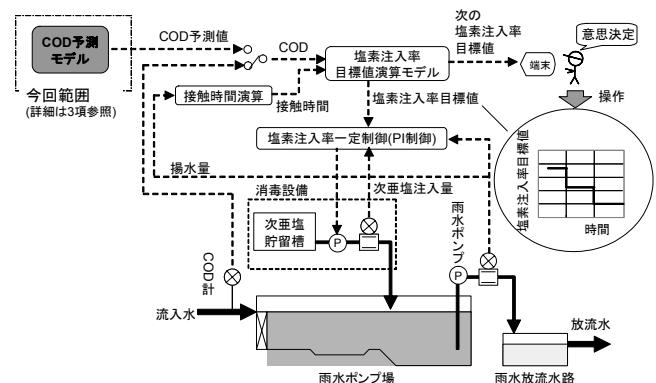 COD予測
モデル
今回範囲
(詳細は3項参照)
COD予測値
COD
接触時間演算
接触時間
塩素注入率
目標値演算モデル
次の
塩素注入率
目標値
端末
意思決定
操作
塩素注入率目標値
塩素注入率一定制御(PI制御)
揚水量
消毒設備
次亜塩注入量
次亜塩
貯留槽
P
雨水ポンプ
P
塩素注入率目標値
時間
COD計
流入水
放流水
雨水ポンプ場
雨水放流水路